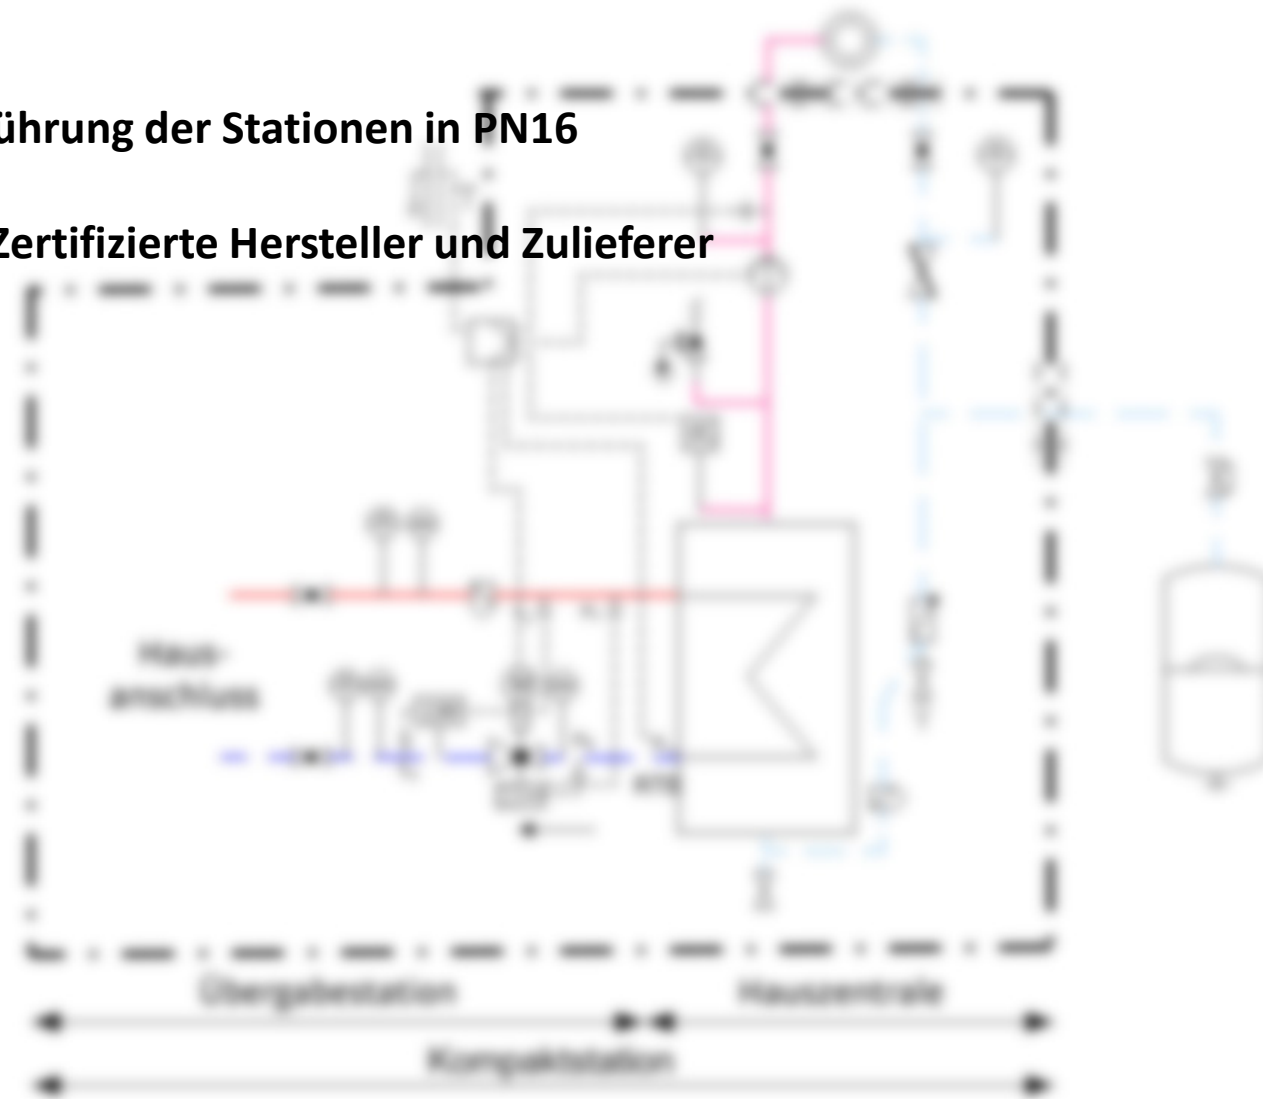 ührung der Stationen in PN16
Zertifizierte Hersteller und Zulieferer
Haus-
anschluss
Übergabestation
Hauszentrale
Kompaktstation